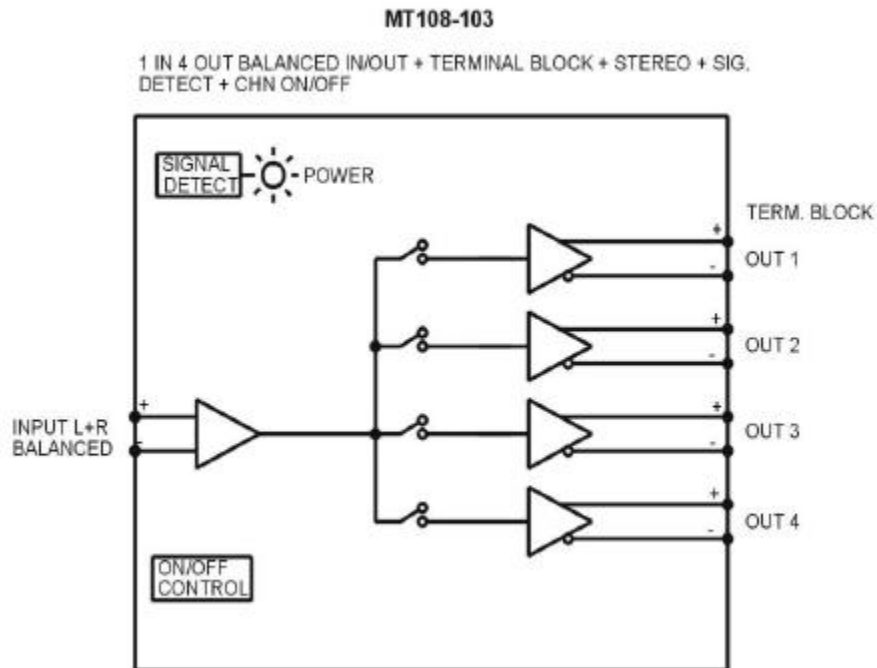 MT108-103
1 IN 4 OUT BALANCED IN/OUT + TERMINAL BLOCK + STEREO + SIG.
DETECT + CHN ON/OFF
SIGNAL
DETECT
POWER
TERM. BLOCK
+
-
OUT 1
+
-
OUT 2
+
-
OUT 3
+
-
OUT 4
+
-
INPUT L+R
BALANCED
ON/OFF
CONTROL